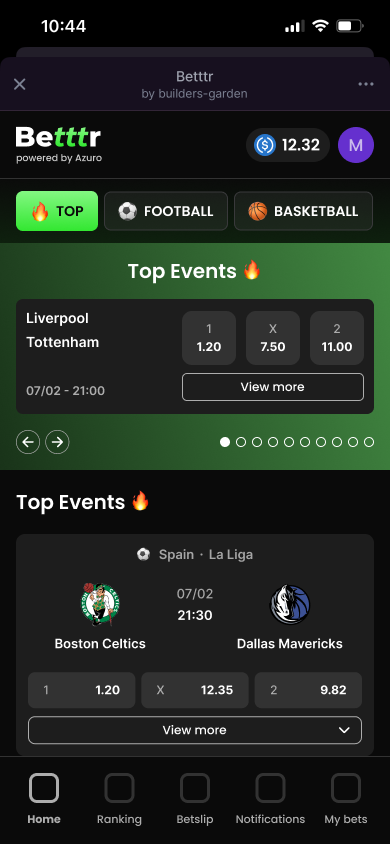 10:44
Betttr
by builders-garden
Betttr
powered by Azuro
12.32
M
TOP
FOOTBALL
BASKETBALL
Top Events 🔥
Liverpool
Tottenham
1
1.20
X
7.50
2
11.00
07/02 - 21:00
View more
Top Events 🔥
Spain · La Liga
07/02
21:30
Boston Celtics
Dallas Mavericks
1 1.20
X 12.35
2 9.82
View more
Home
Ranking
Betslip
Notifications
My bets